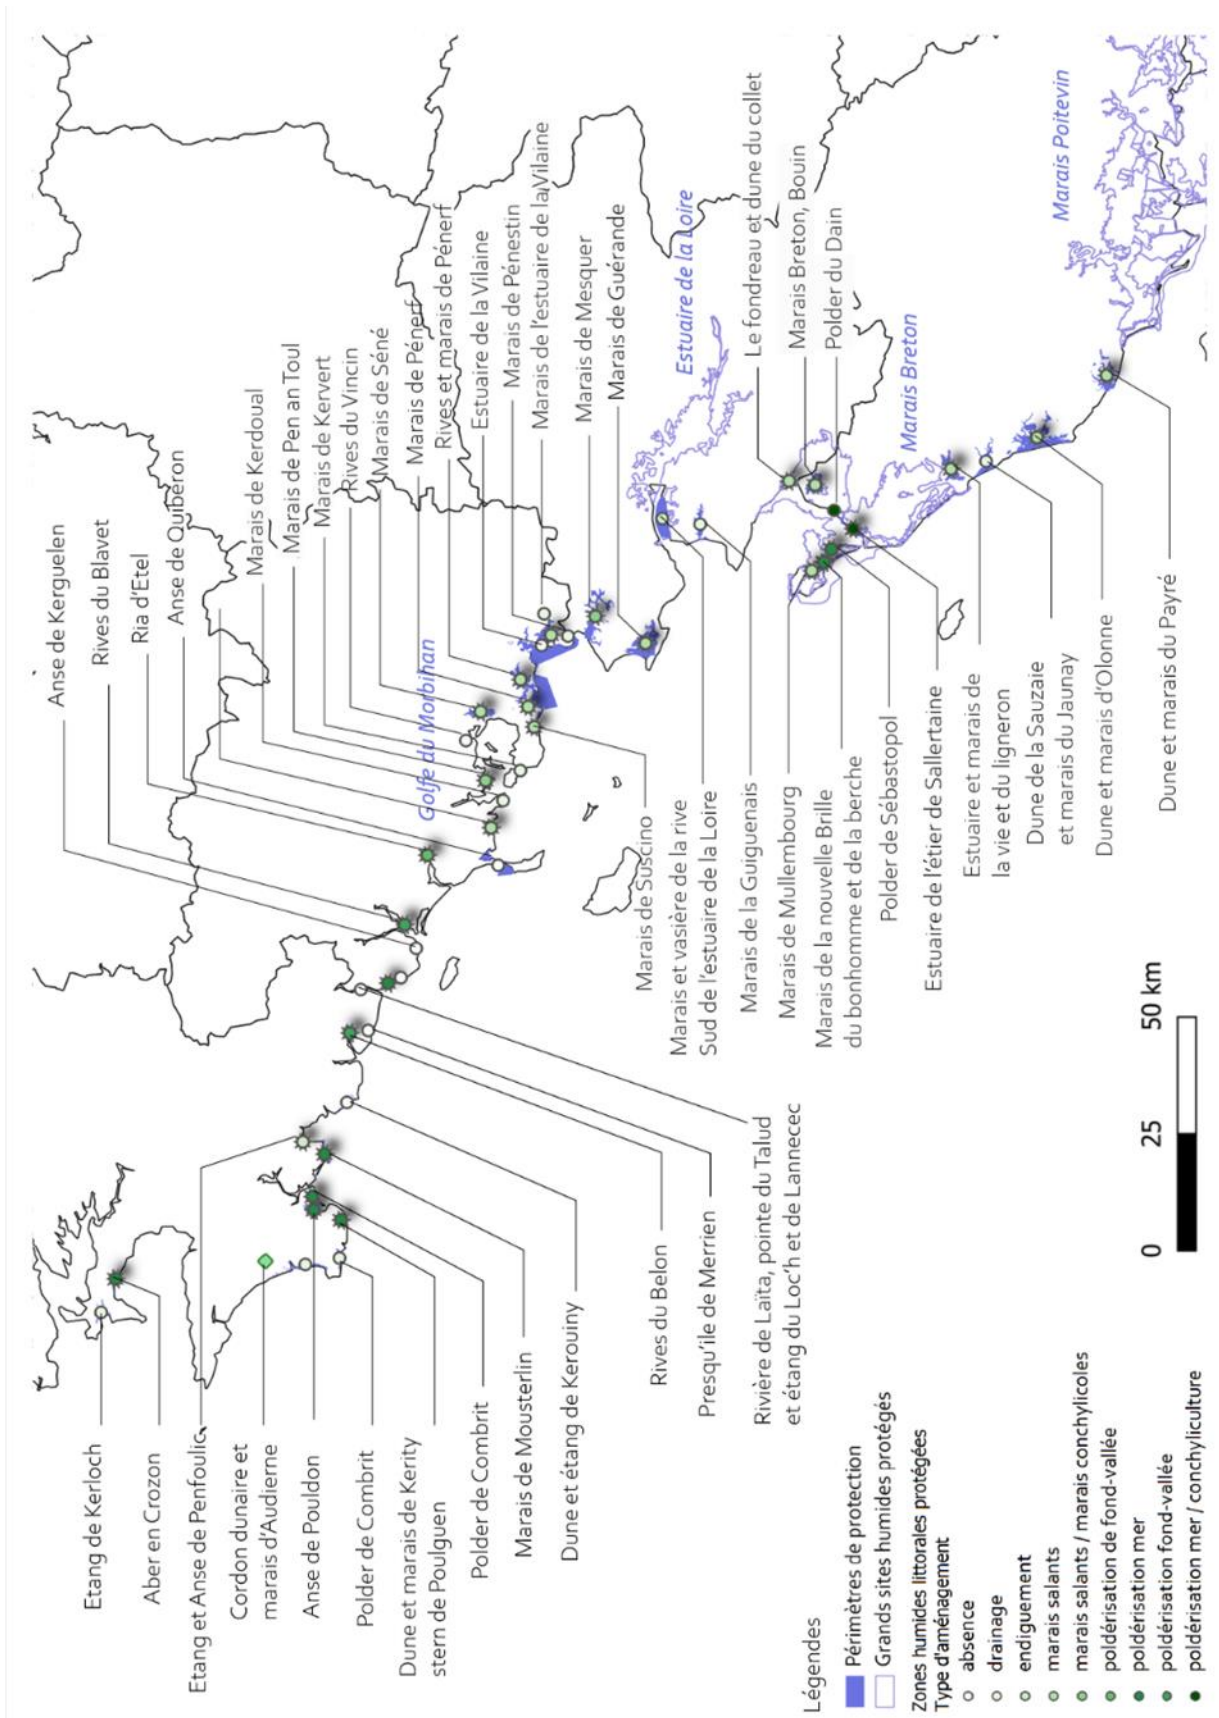 Etang de Kerloch
Aber en Crozon
Etang et Anse de Penfoulic
Cordon dunaire et
marais d'Audierne
Anse de Pouldon
Polder de Combrit
Dune et marais de Kerity
stern de Poulguen
Polder de Combrit
Marais de Mousterlin
Dune et étang de Kerouiny
Rives du Belon
Presqu'ile de Merrien
Rivière de Laïta, pointe du Talud
et étang du Loc'h et de Lannecec
Anse de Kerguelen
Rives du Blavet
Ria d'Etel
Anse de Quibéron
Marais de Kerdoual
Marais de Pen an Toul
Marais de Kervert
Rives du Vincin
Marais de Séné
Marais de Pénerf
Rives et marais de Pénerf
Estuaire de la Vilaine
Marais de Pénestin
Marais de l'estuaire de la Vilaine
Marais de Mesquer
Marais de Guérande
Golfe du Morbihan
Estuaire de la Loire
Le fondreau et dune du collet
Marais Breton, Bouin
Polder du Dain
Marais Breton
Marais Poitevin
Marais de Suscino
Marais et vasière de la rive
Sud de l'estuaire de la Loire
Marais de la Guiguenais
Marais de Mullembourg
Marais de la nouvelle Brille
du bonhomme et de la berche
Polder de Sébastopol
Estuaire de l'étier de Sallertaine
Estuaire et marais de
la vie et du ligneron
Dune de la Sauzaie
et marais du Jaunay
Dune et marais d'Olonne
Dune et marais du Payré
0 25 50 km
Légendes
Périmètres de protection
Grands sites humides protégés
Zones humides littorales protégées
Type d'aménagement
absence
drainage
endiguement
marais salants
marais salants / marais conchylicoles
poldérisation de fond-vallée
poldérisation mer
poldérisation fond-vallée
poldérisation mer / conchyliculture